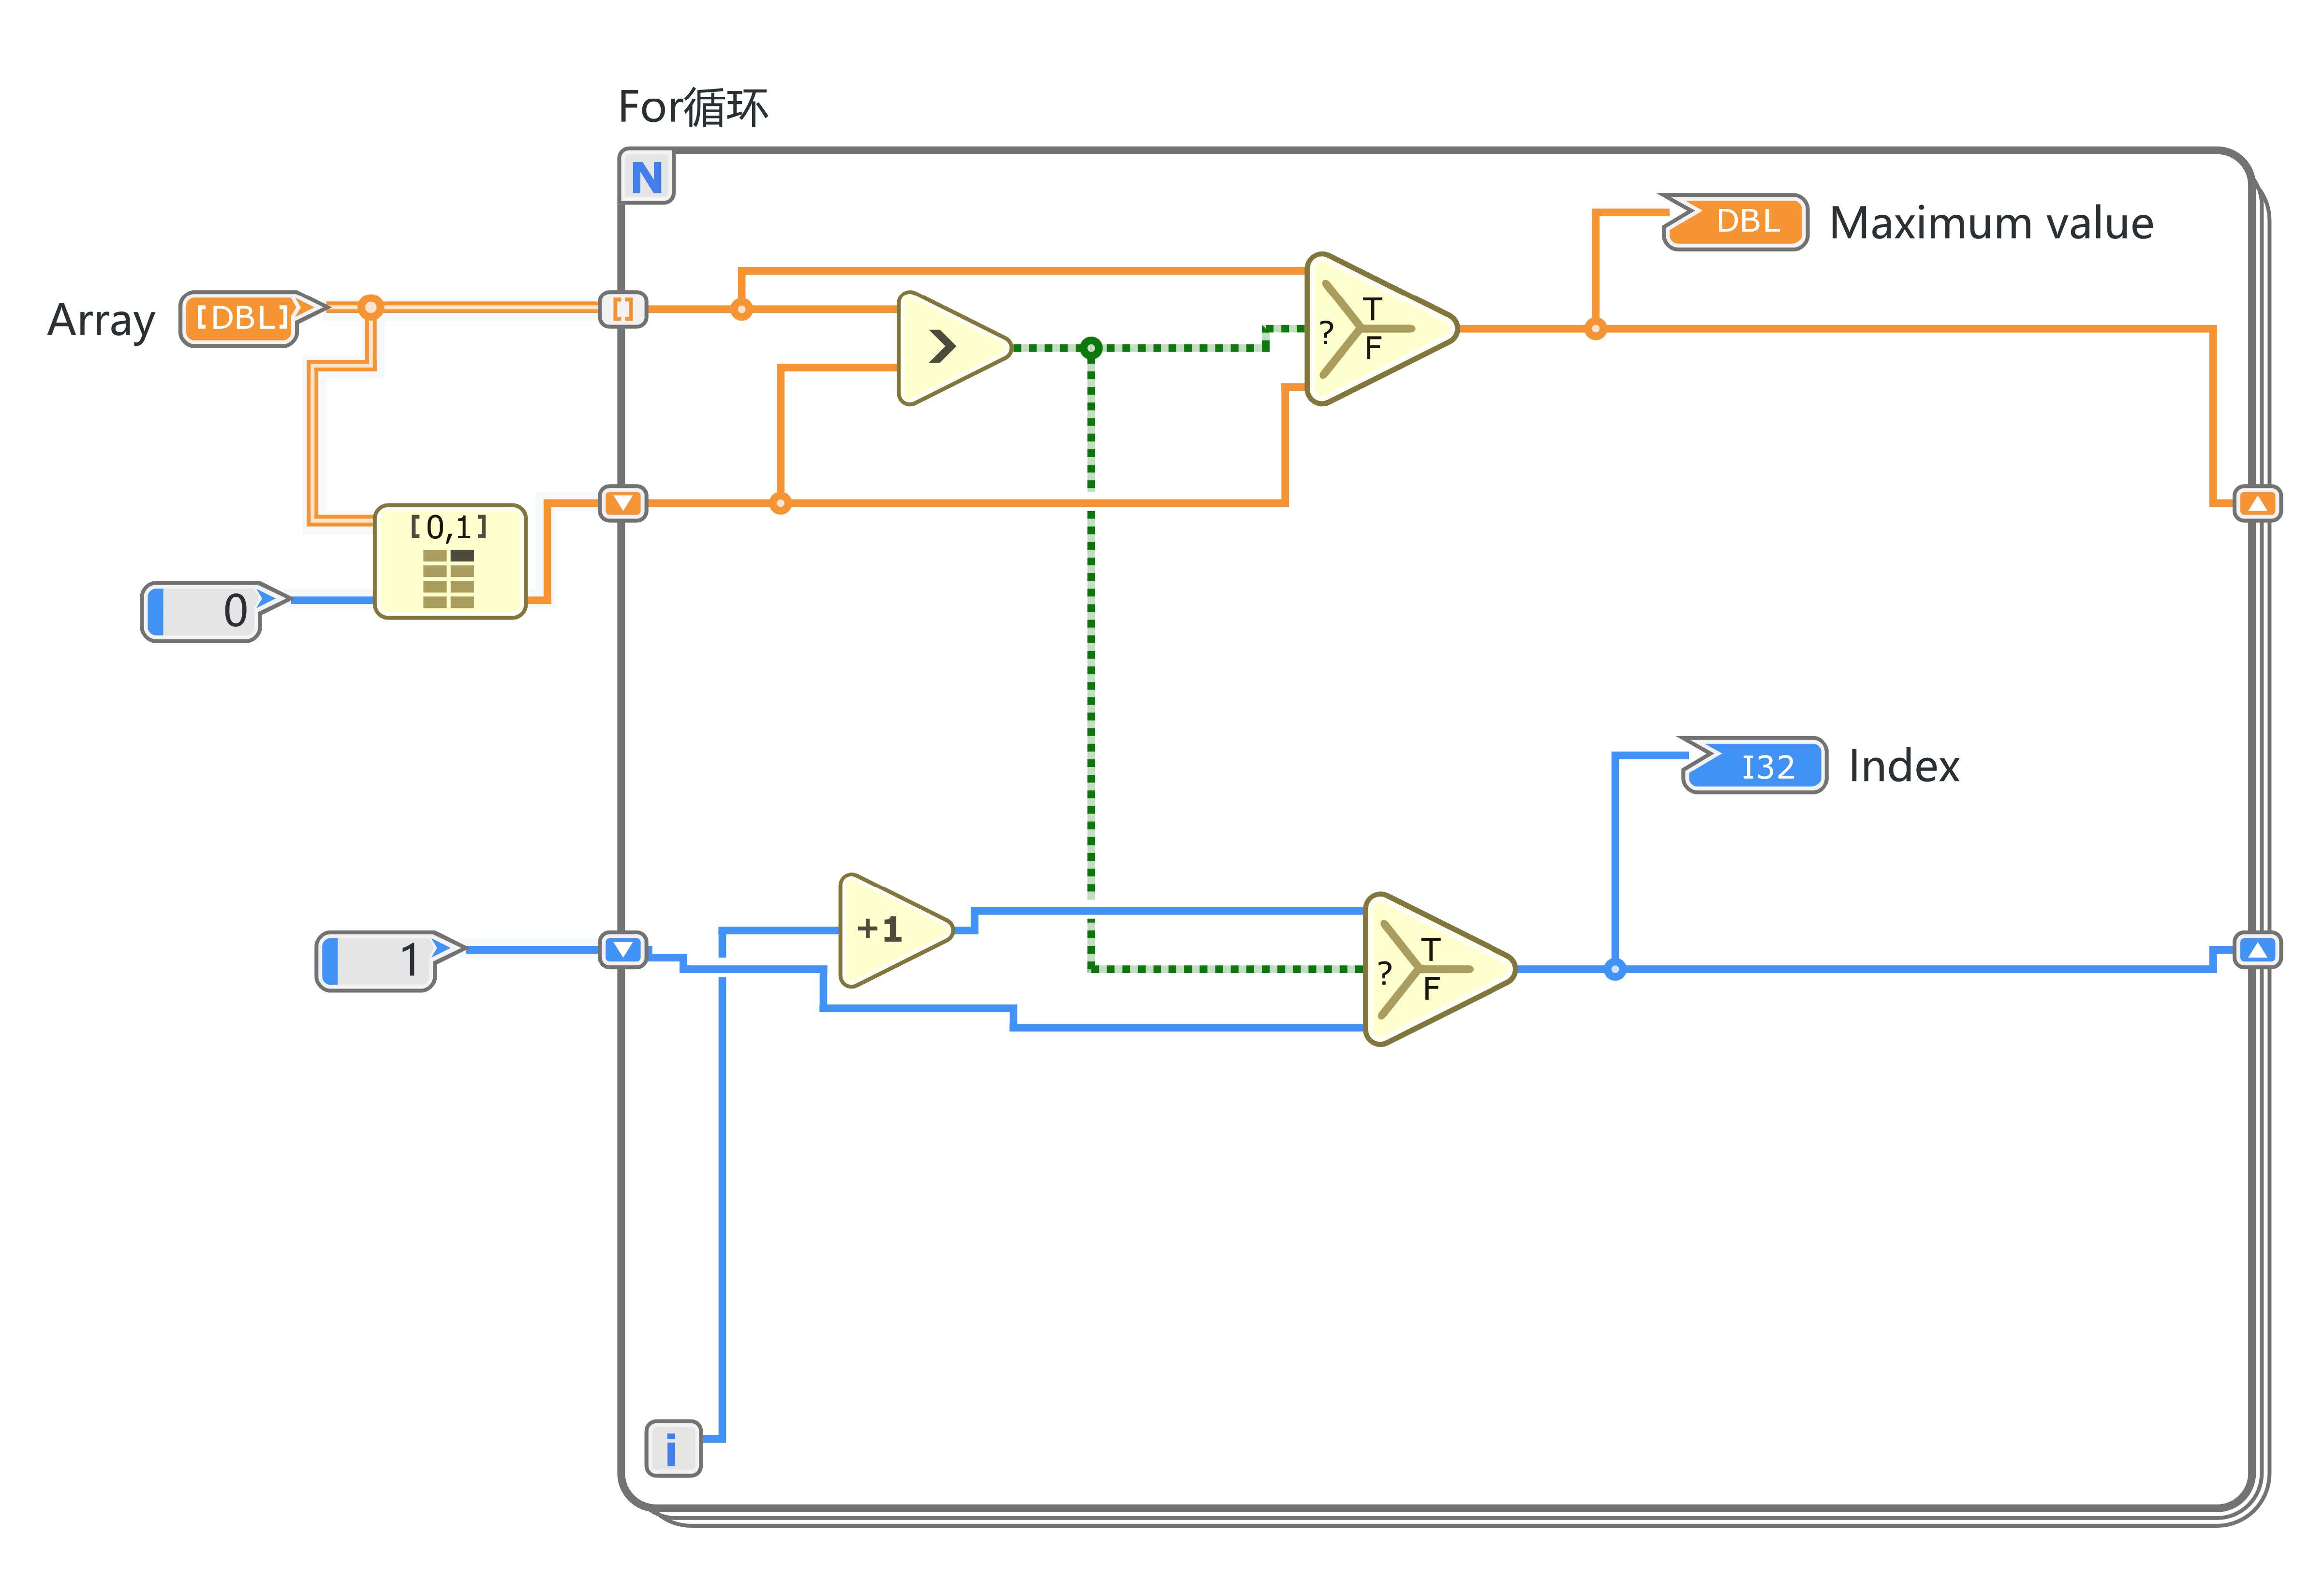 For循环
N
DBL
Maximum value
Array
[DBL]
[]
>
?
T
F
[0,1]
0
I32
Index
+1
1
?
T
F
i